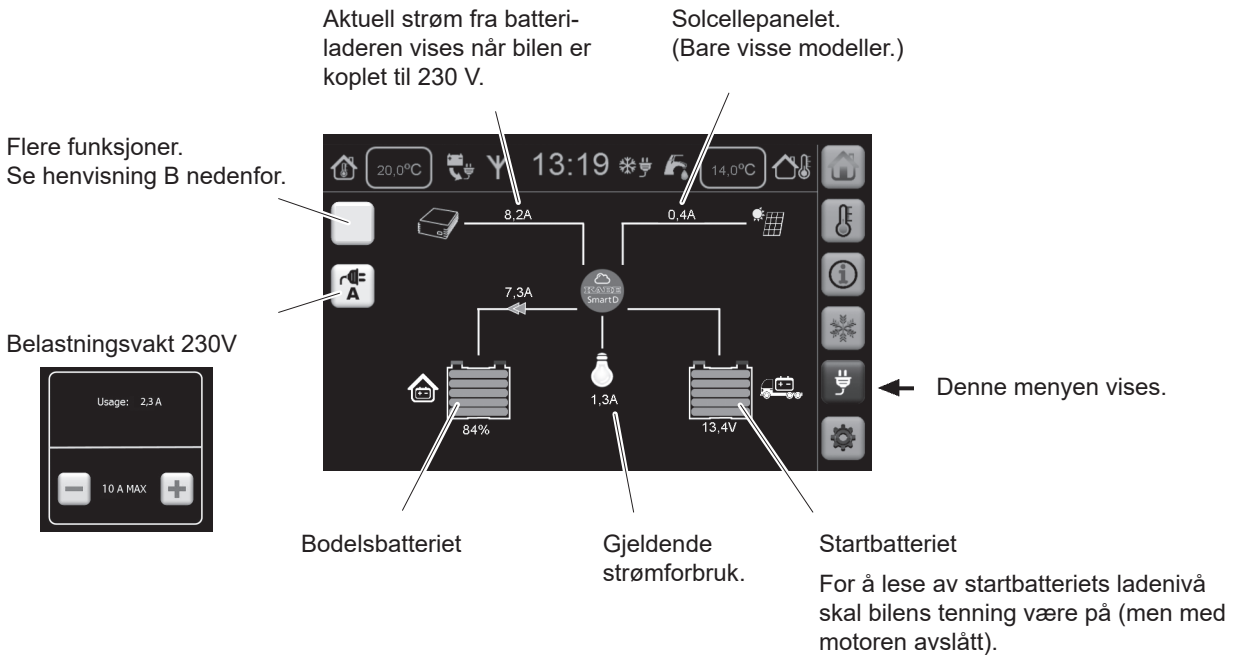 Aktuell strøm fra batteri-
laderen vises når bilen er
koplet til 230 V.
Solcellepanelet.
(Bare visse modeller.)
Flere funksjoner.
Se henvisning B nedenfor.
20,0°C
13:19
14,0°C
8,2A
0,4A
A
7,3A
KABE
SmartD
Belastningsvakt 230V
Usage: 2,3 A
10 A MAX
1,3A
84%
13,4V
Denne menyen vises.
Bodelsbatteriet
Gjeldende
strømforbruk.
Startbatteriet
For å lese av startbatteriets ladenivå
skal bilens tenning være på (men med
motoren avslått).